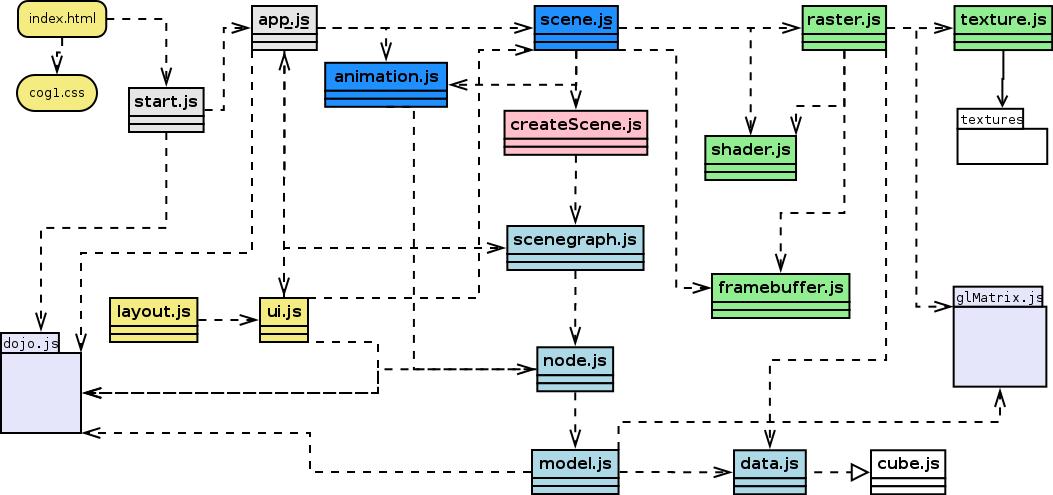 index.html
app.js
scene.js
raster.js
texture.js
animation.js
cog1.css
start.js
createScene.js
textures
shader.js
scenegraph.js
framebuffer.js
glMatrix.js
layout.js
ui.js
dojo.js
node.js
model.js
data.js
cube.js